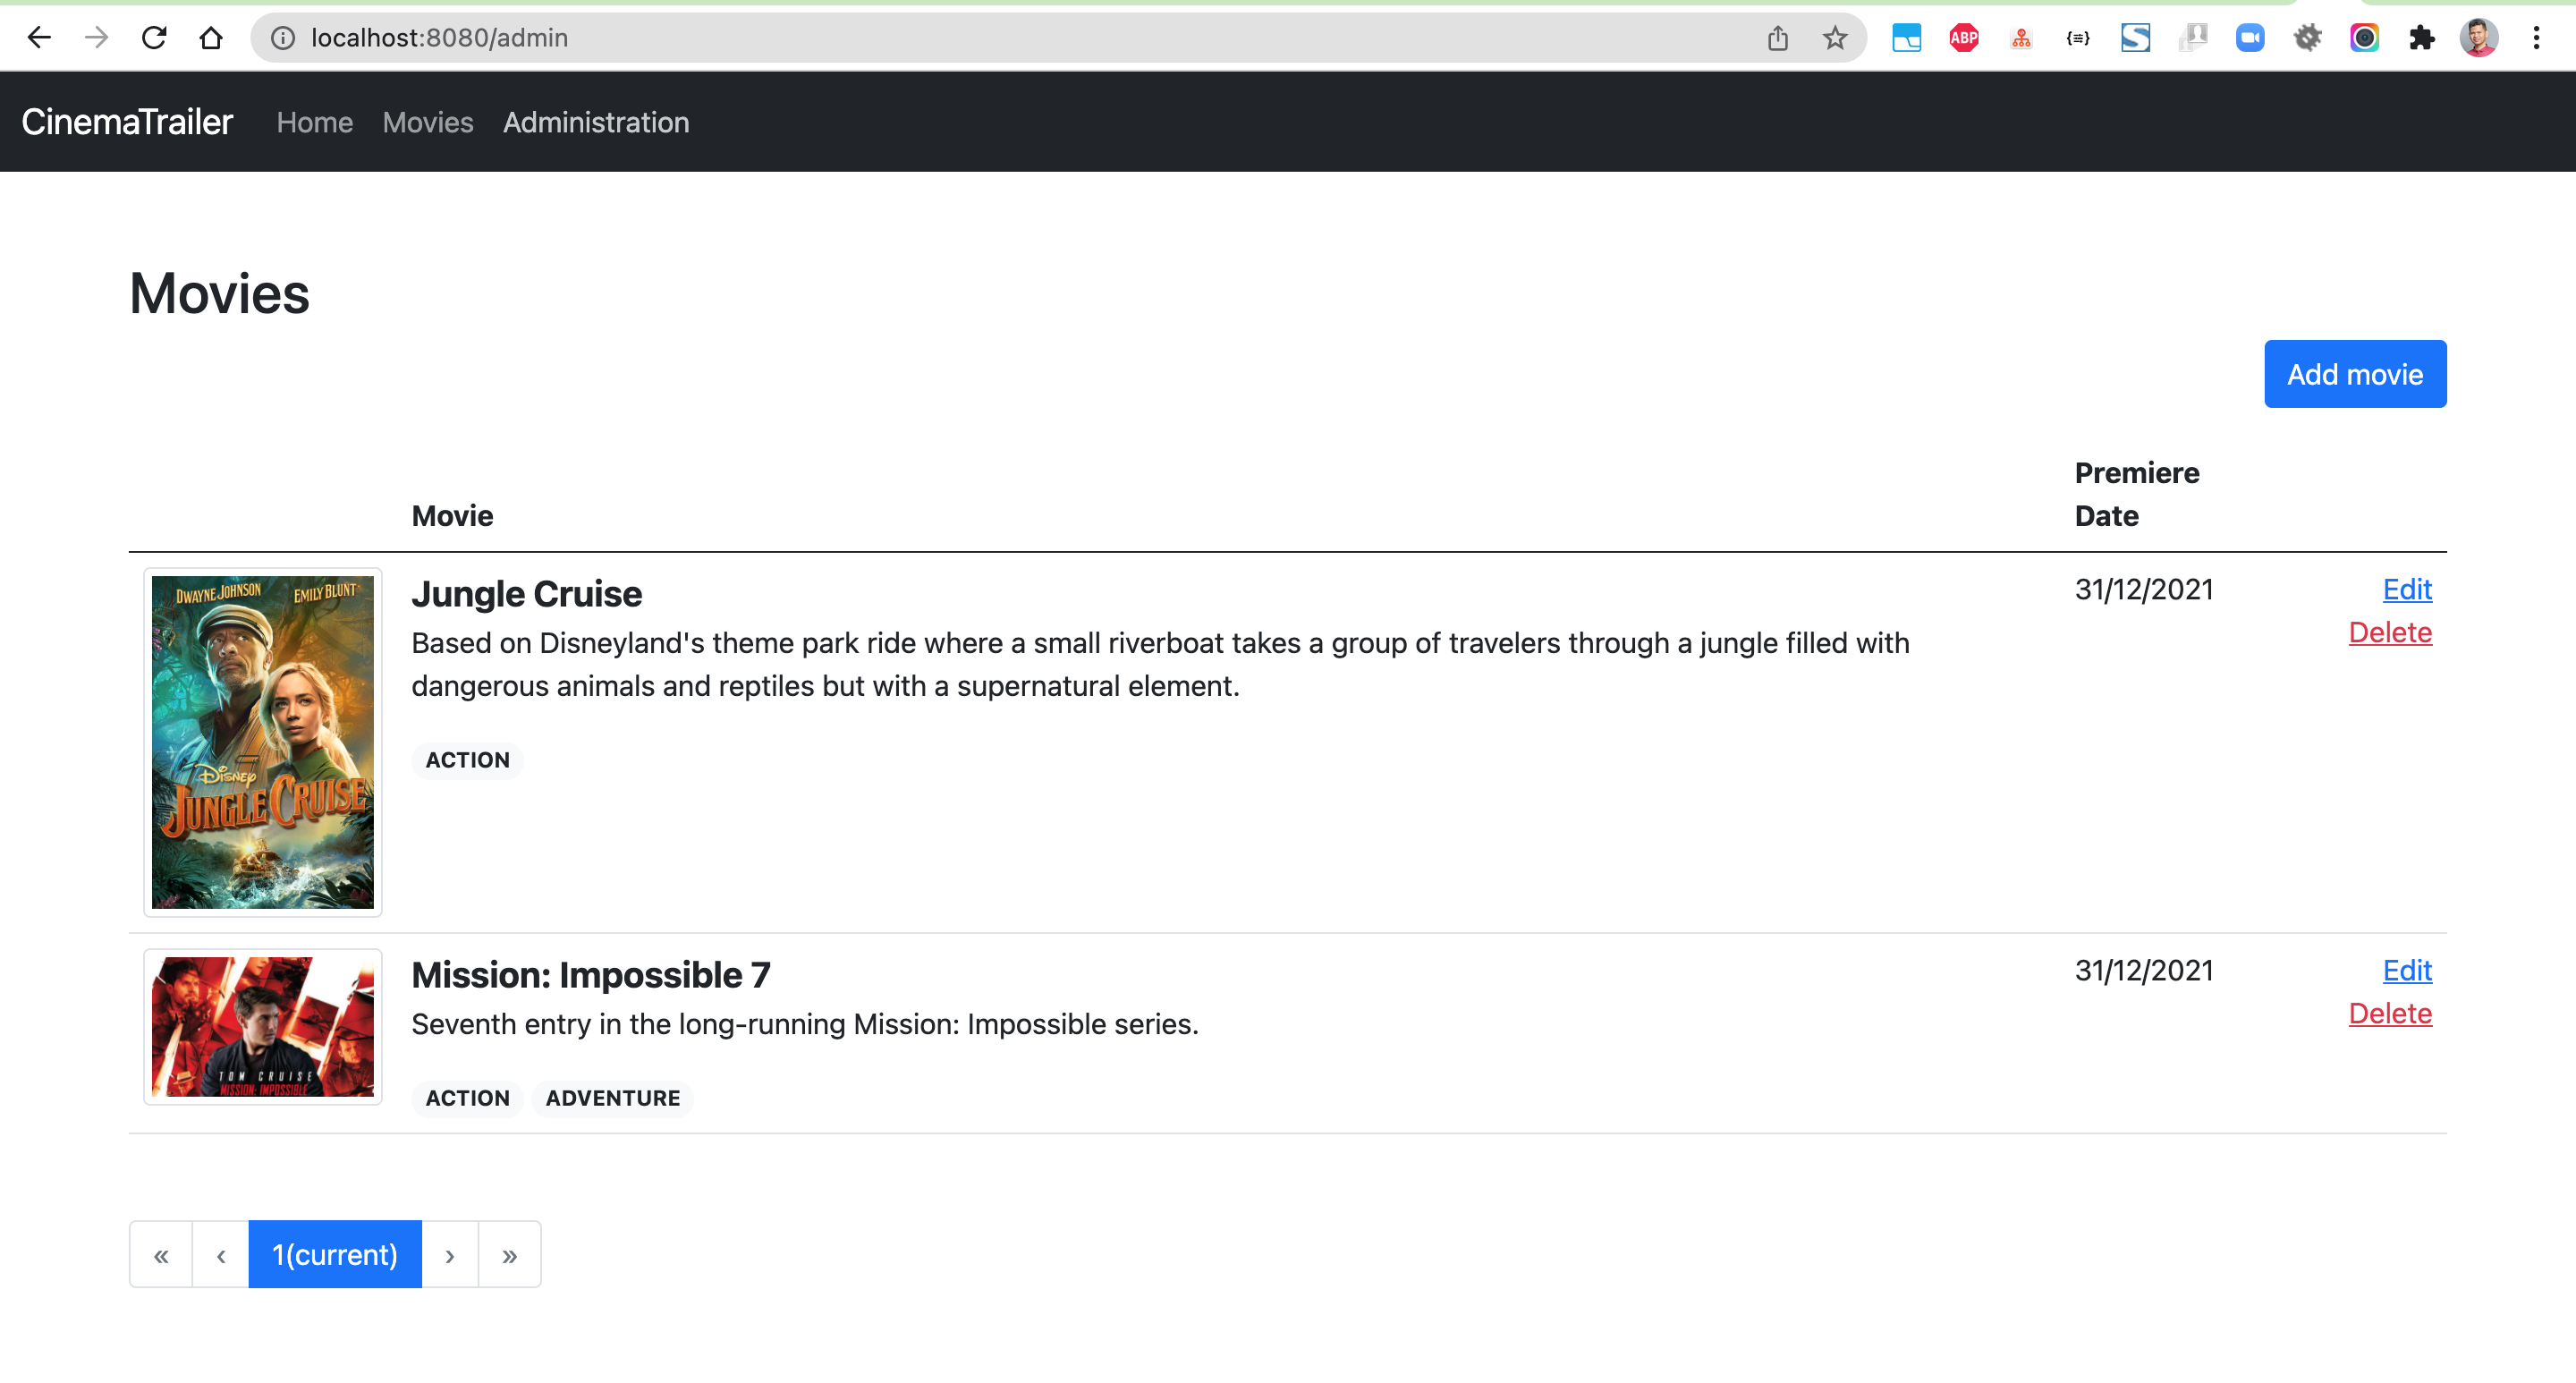 localhost:8080/admin
ABP
CinemaTrailer Home Movies Administration
Movies
Add movie
Movie Premiere Date
DWAYNE JOHNSON EMILY BLUNT
Disney
JUNGLE CRUISE
Jungle Cruise 31/12/2021 Edit
Based on Disneyland's theme park ride where a small riverboat takes a group of travelers through a jungle filled with
dangerous animals and reptiles but with a supernatural element.
Delete
ACTION
TOM CRUISE
MISSION: IMPOSSIBLE
Mission: Impossible 7 31/12/2021 Edit
Seventh entry in the long-running Mission: Impossible series.
Delete
ACTION ADVENTURE
« ‹ 1(current) › »